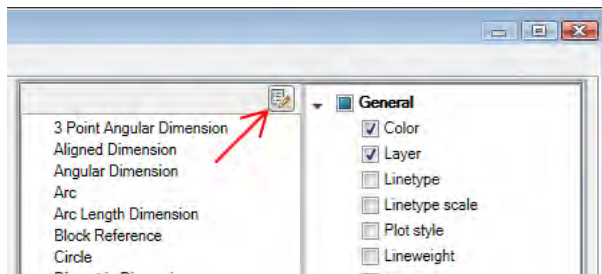 3 Point Angular Dimension
Aligned Dimension
Angular Dimension
Arc
Arc Length Dimension
Block Reference
Circle
General
Color
Layer
Linetype
Linetype scale
Plot style
Lineweight